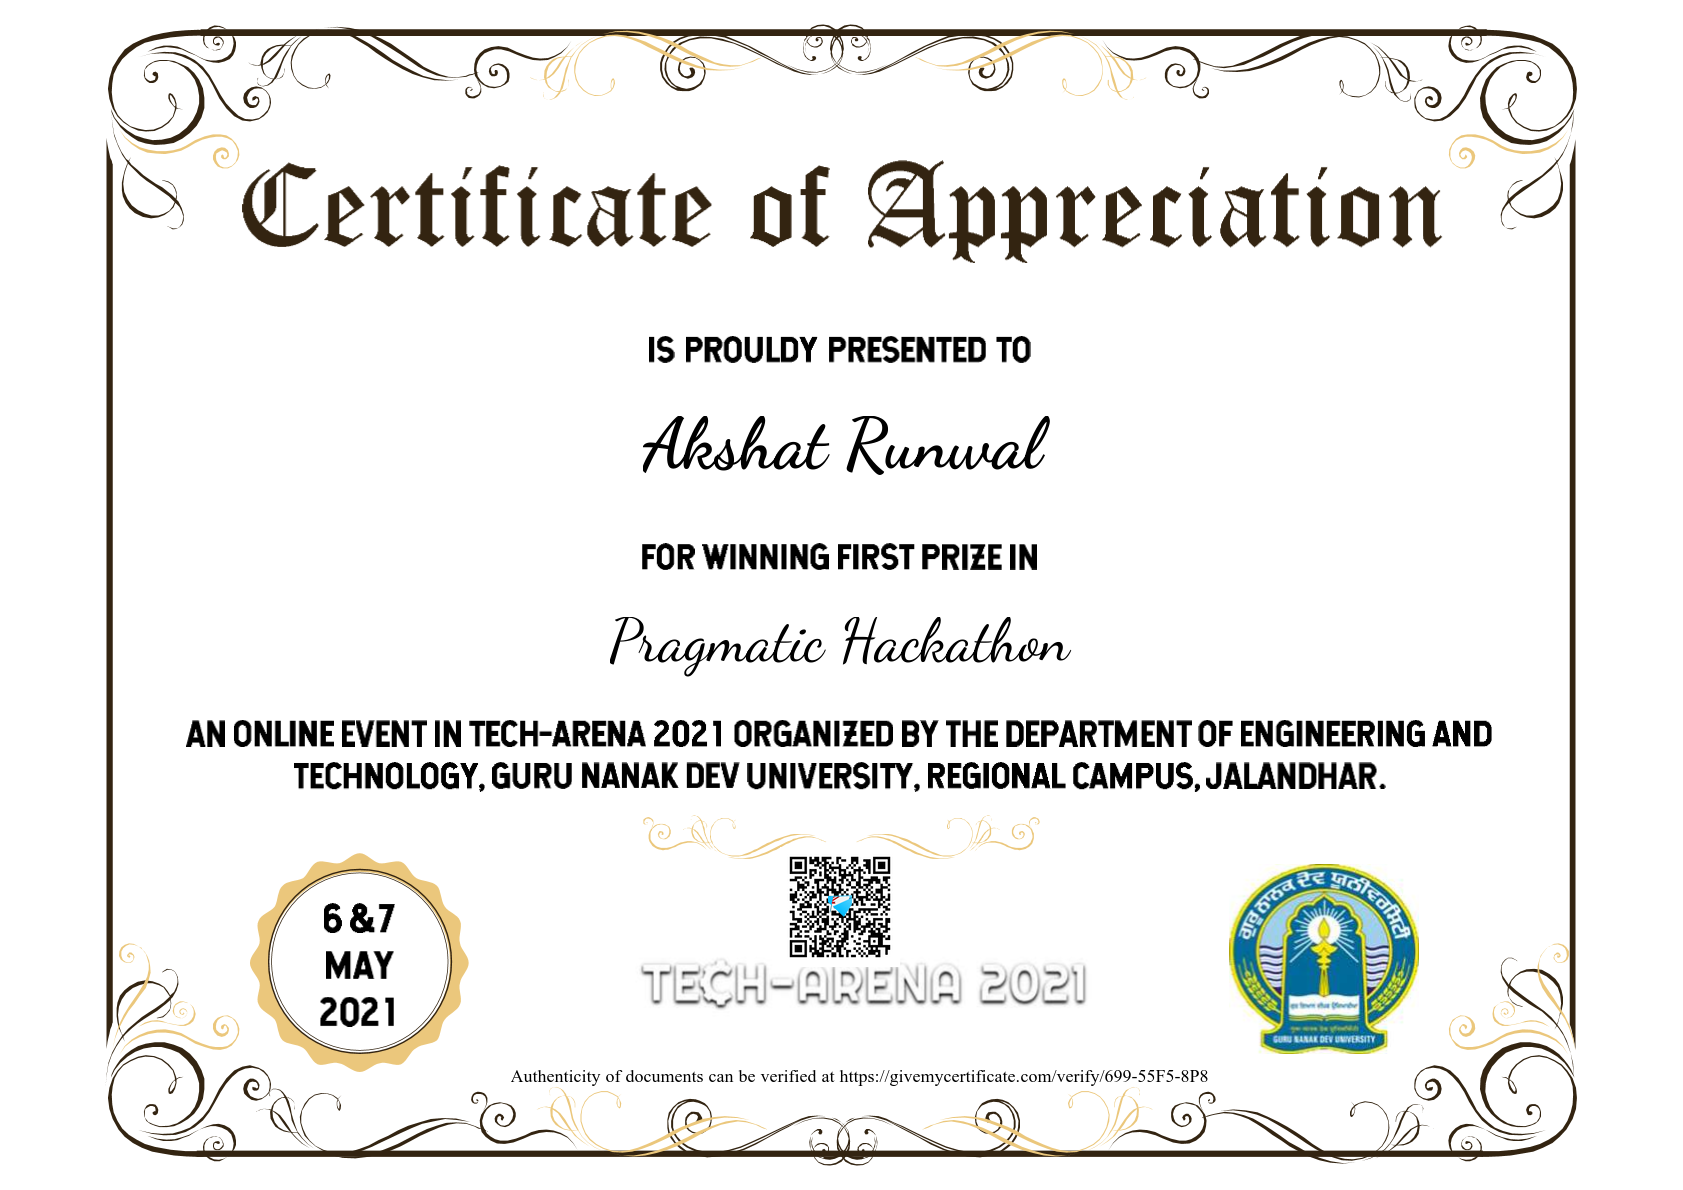 Certificate of Appreciation
IS PROULDY PRESENTED TO
Akshat Runwal
FOR WINNING FIRST PRIZE IN
Pragmatic Hackathon
AN ONLINE EVENT IN TECH-ARENA 2021 ORGANIZED BY THE DEPARTMENT OF ENGINEERING AND
TECHNOLOGY, GURU NANAK DEV UNIVERSITY, REGIONAL CAMPUS, JALANDHAR.
6 &7
MAY
2021
TECH-ARENA 2021
ਗੁਰੂ ਨਾਨਕ ਦੇਵ ਯੂਨੀਵਰਸਿਟੀ
GURU NANAK DEV UNIVERSITY
Authenticity of documents can be verified at https://givemycertificate.com/verify/699-55F5-8P8